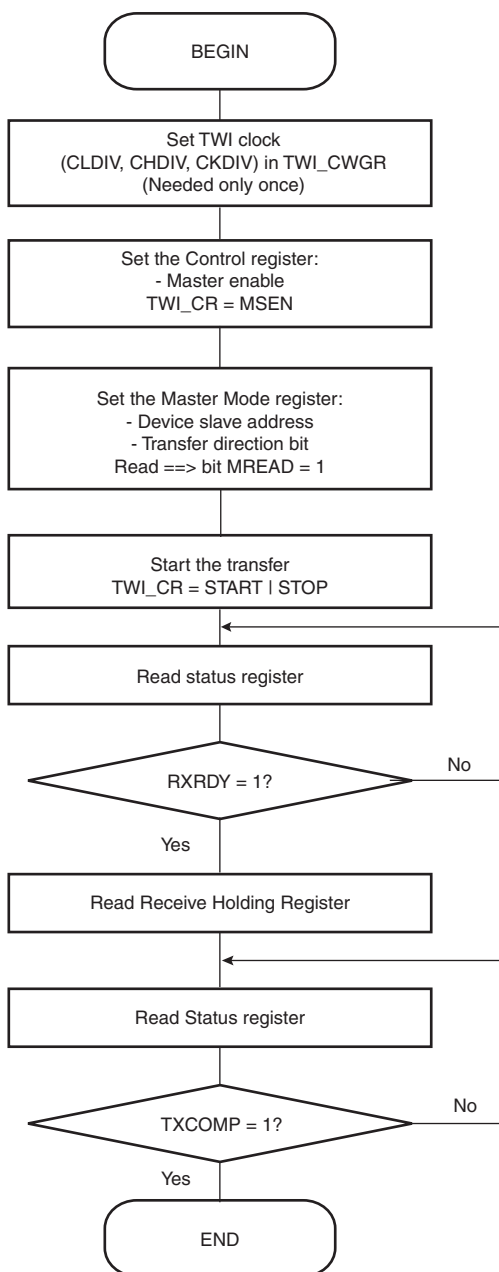 BEGIN
Set TWI clock
(CLDIV, CHDIV, CKDIV) in TWI_CWGR
(Needed only once)
Set the Control register:
- Master enable
TWI_CR = MSEN
Set the Master Mode register:
- Device slave address
- Transfer direction bit
Read ==> bit MREAD = 1
Start the transfer
TWI_CR = START | STOP
Read status register
RXRDY = 1?
No
Yes
Read Receive Holding Register
Read Status register
TXCOMP = 1?
No
Yes
END